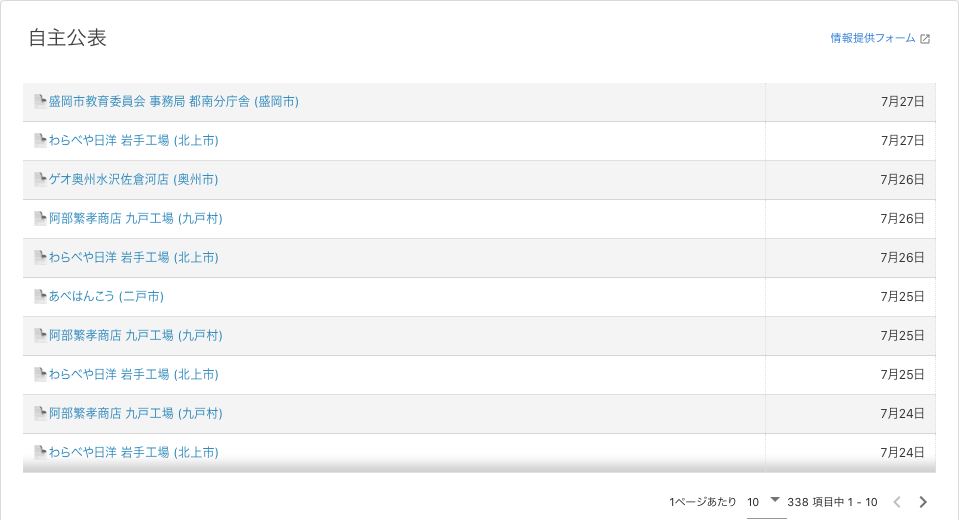 自主公表
情報提供フォーム
盛岡市教育委員会 事務局 都南分庁舎 (盛岡市) 7月27日
わらべや日洋 岩手工場 (北上市) 7月27日
ゲオ奥州水沢佐倉河店 (奥州市) 7月26日
阿部繁孝商店 九戸工場 (九戸村) 7月26日
わらべや日洋 岩手工場 (北上市) 7月26日
あべはんこう (二戸市) 7月25日
阿部繁孝商店 九戸工場 (九戸村) 7月25日
わらべや日洋 岩手工場 (北上市) 7月25日
阿部繁孝商店 九戸工場 (九戸村) 7月24日
わらべや日洋 岩手工場 (北上市) 7月24日
1ページあたり 10 338 項目中 1 - 10